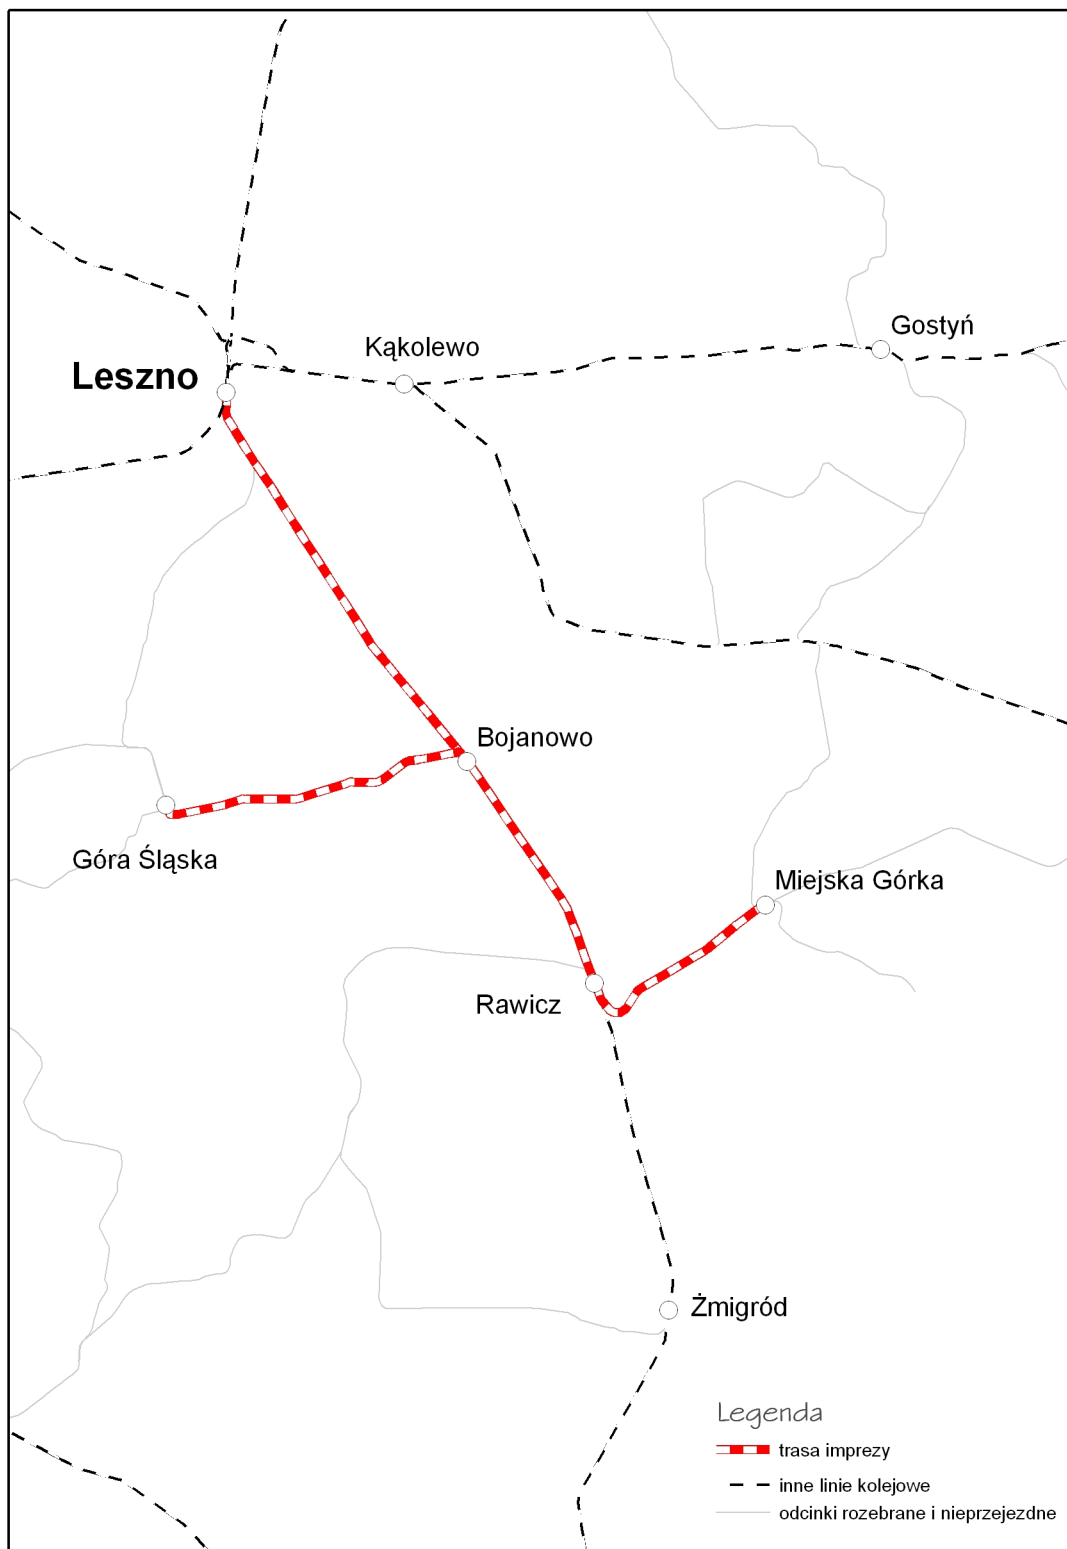 Gostyń
Kąkolewo
Leszno
Bojanowo
Góra Śląska
Miejska Górka
Rawicz
Żmigród
Legenda
trasa imprezy
inne linie kolejowe
odcinki rozebrane i nieprzejezdne